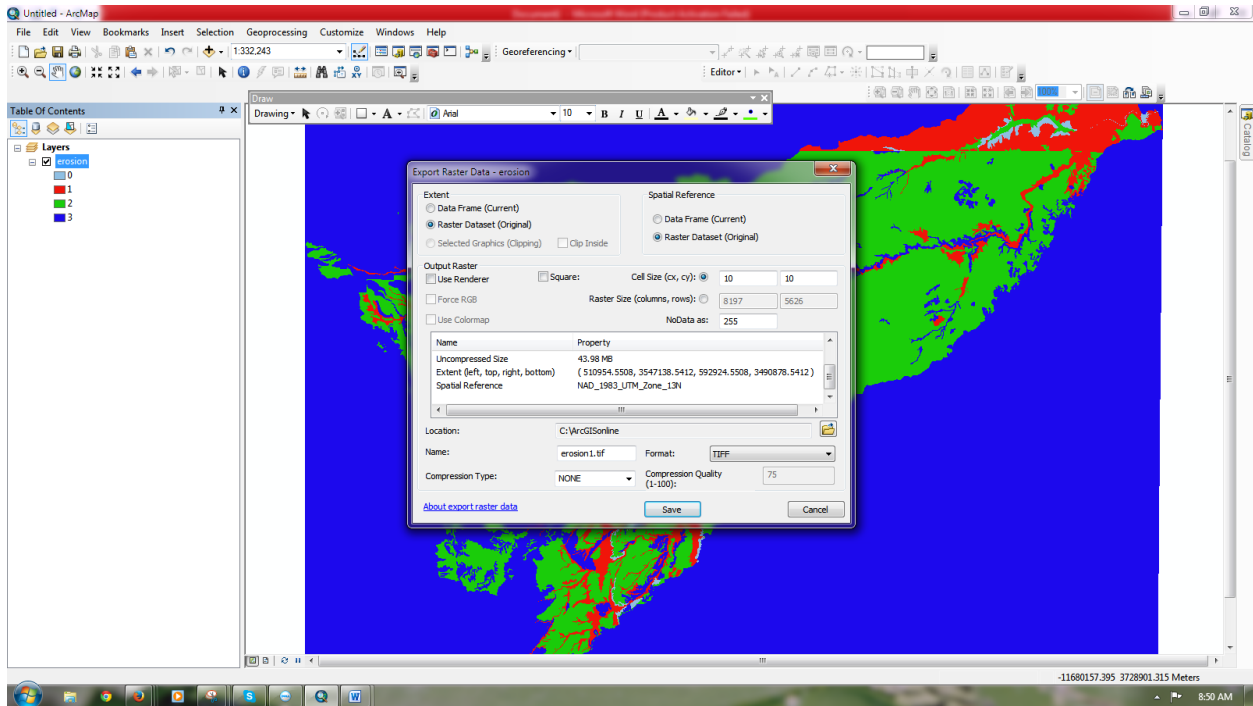 Untitled - ArcMap
File Edit View Bookmarks Insert Selection Geoprocessing Customize Windows Help
1:332,243 Georeferencing
Editor
100%
Table Of Contents
Draw
Drawing A Arial 10 B I U A
Layers
erosion
0
1
2
3
Catalog
Export Raster Data - erosion
Extent Spatial Reference
Data Frame (Current)
Raster Dataset (Original)
Selected Graphics (Clipping) Clip Inside
Data Frame (Current)
Raster Dataset (Original)
Output Raster
Use Renderer Square: Cell Size (cx, cy): 10 10
Force RGB Raster Size (columns, rows): 8197 5626
Use Colormap NoData as: 255
Name Property
Uncompressed Size 43.98 MB
Extent (left, top, right, bottom) ( 510954.5508, 3547138.5412, 592924.5508, 3490878.5412 )
Spatial Reference NAD_1983_UTM_Zone_13N
Location: C:\ArcGISonline
Name: erosion1.tif Format: TIFF
Compression Type: NONE Compression Quality (1-100): 75
About export raster data Save Cancel
-11680157.395 3728901.315 Meters
8:50 AM